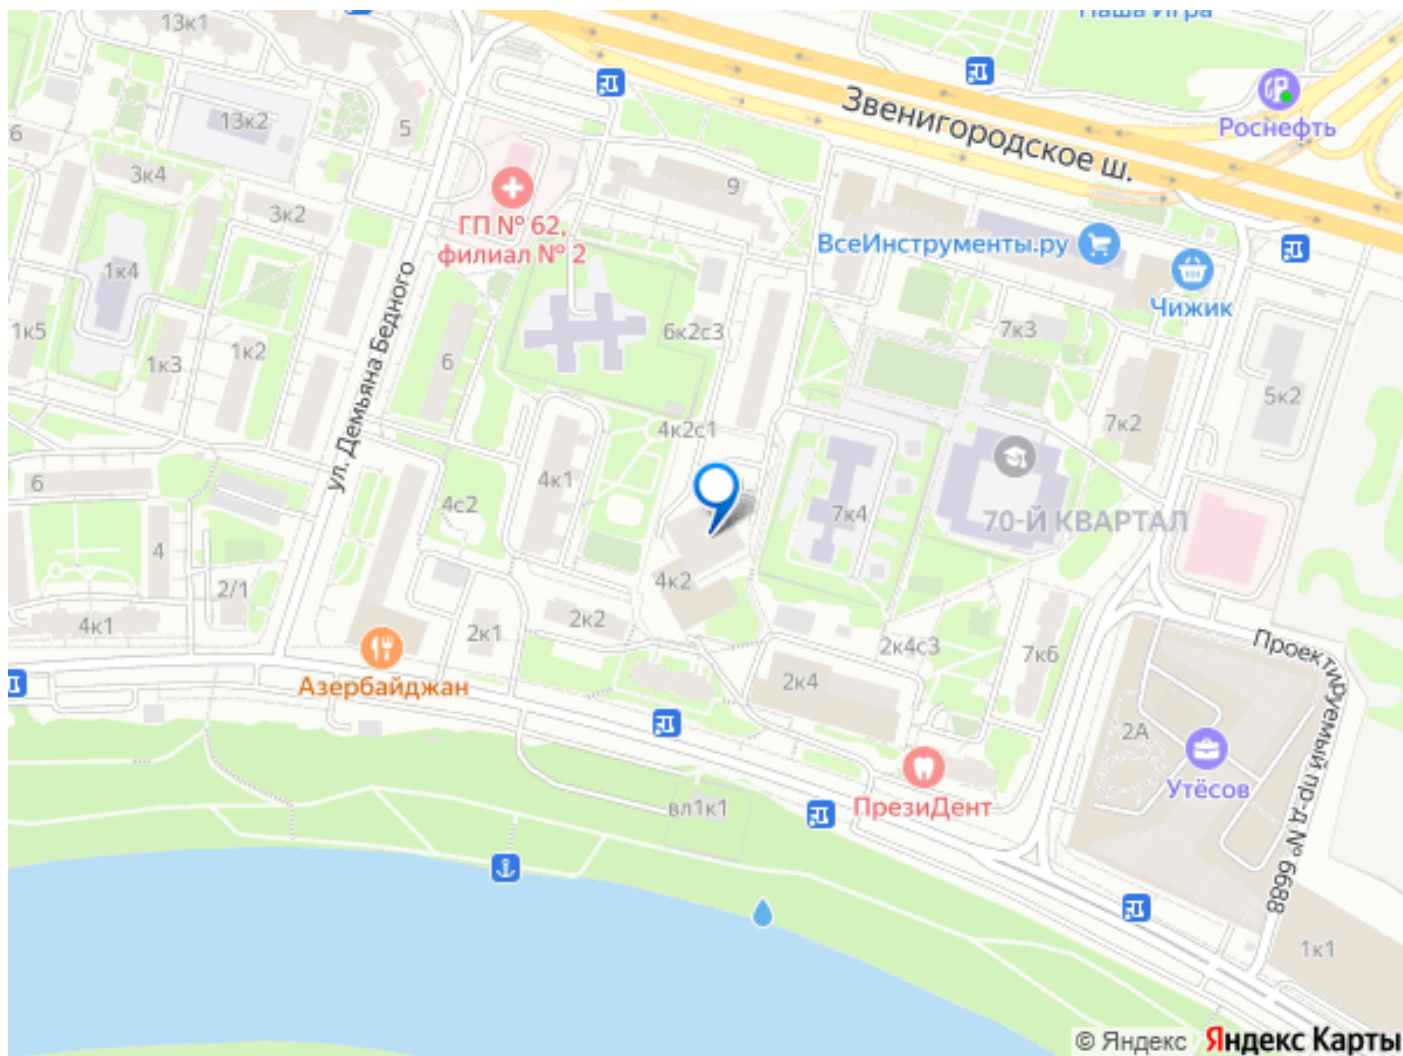 Наша Игра
13к1
Звенигородское ш.
Роснефть
13к2
5
6
3к4
9
3к2
ГП № 62,
филиал № 2
ВсеИнструменты.ру
Чижик
1к4
ул. Демьяна Бедного
1к5
1к3
1к2
6
6к2с3
7к3
5к2
7к2
4к2с1
6
4к1
4с2
7к4
70-Й КВАРТАЛ
4
4к2
2/1
4к1
2к1
2к2
2к4с3
7к6
Проектируемый пр-д № 6688
Азербайджан
2к4
2А
Утёсов
ПрезиДент
вл1к1
1к1
© Яндекс Яндекс Карты